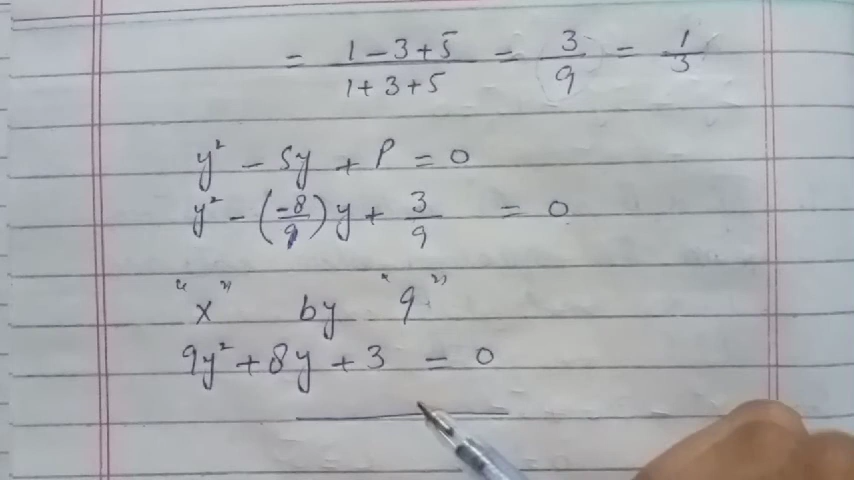 = (1 - 3 + 5)/(1 + 3 + 5) = 3/9 = 1/3
y² - Sy + P = 0
y² - (-8/9)y + 3/9 = 0
"x" by "9"
9y² + 8y + 3 = 0